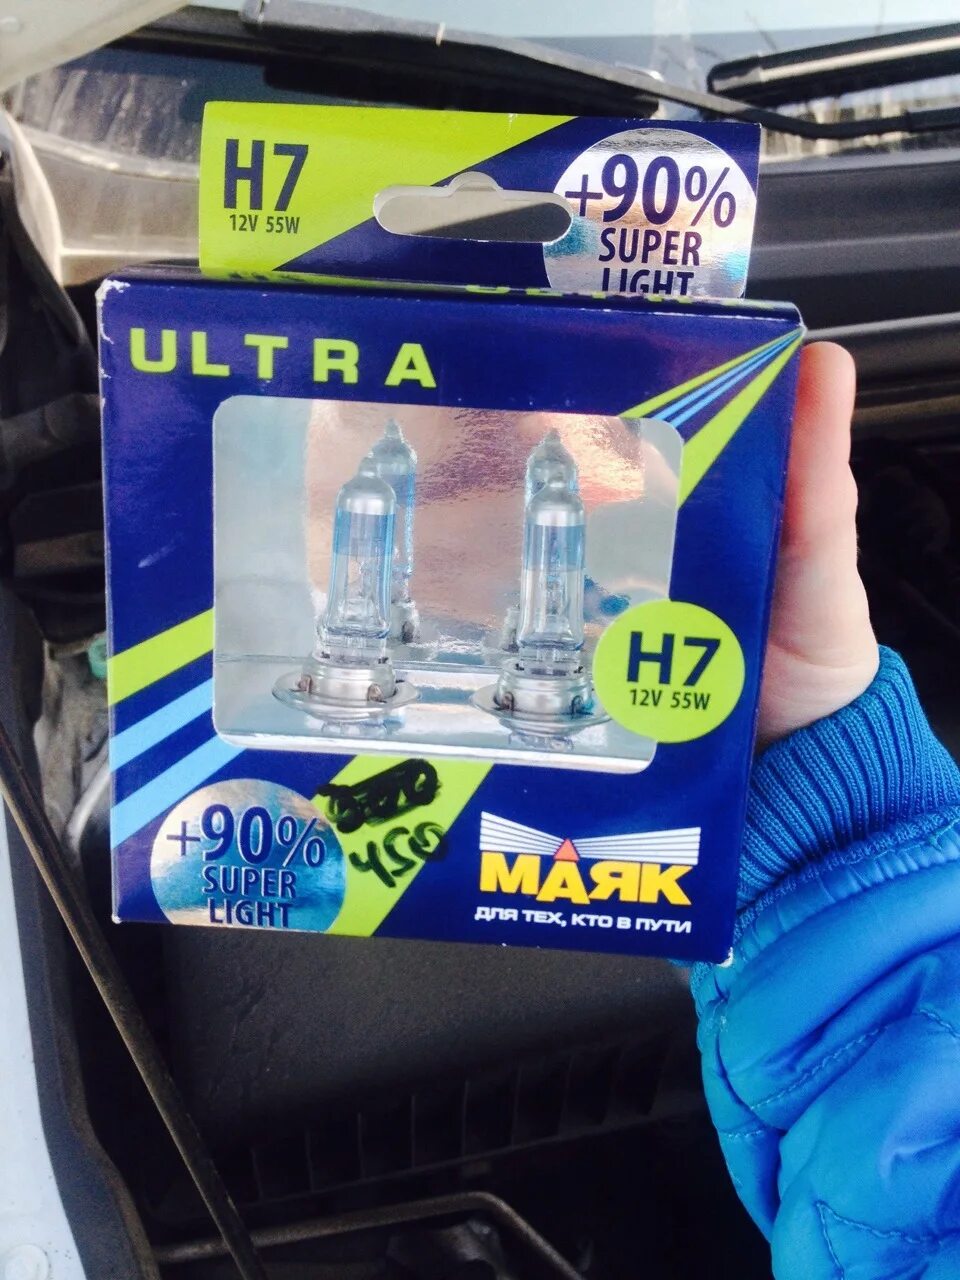 H7
12V 55W
+90%
SUPER
LIGHT
ULTRA
H7
12V 55W
+90%
SUPER
LIGHT
450
МАЯК
ДЛЯ ТЕХ, КТО В ПУТИ